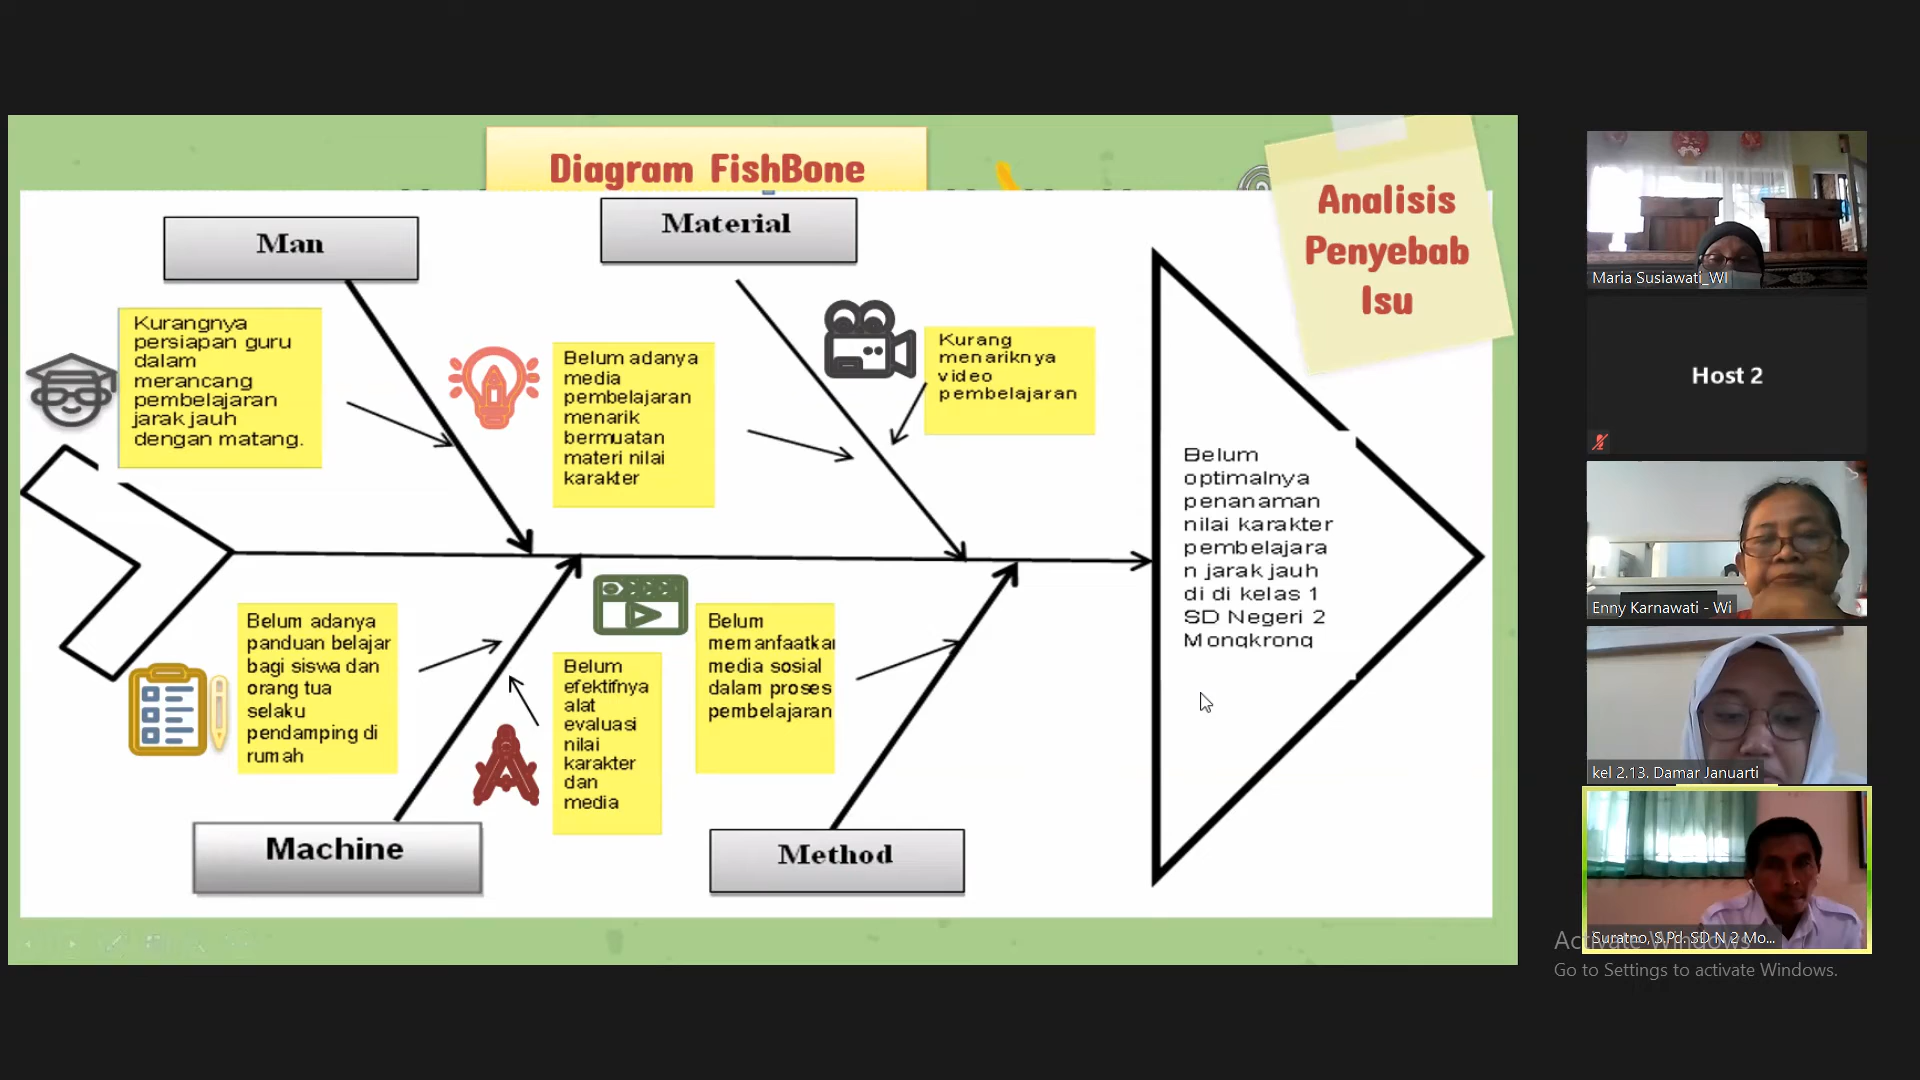 Diagram FishBone
Analisis
Penyebab
Isu
Man
Material
Kurangnya
persiapan guru
dalam
merancang
pembelajaran
jarak jauh
dengan matang.
Belum adanya
media
pembelajaran
menarik
bermuatan
materi nilai
karakter
Kurang
menariknya
video
pembelajaran
Belum
optimalnya
penanaman
nilai karakter
pembelajara
n jarak jauh
di di kelas 1
SD Negeri 2
Mongkrong
Belum adanya
panduan belajar
bagi siswa dan
orang tua
selaku
pendamping di
rumah
Belum
efektifnya
alat
evaluasi
nilai
karakter
dan
media
Belum
memanfaatka
media sosial
dalam proses
pembelajaran
Machine
Method
Maria Susiawati_WI
Host 2
Enny Karnawati - Wi
kel 2.13. Damar Januarti
Suratno, S.Pd. SD N 2 Mo...
Activate Windows
Go to Settings to activate Windows.